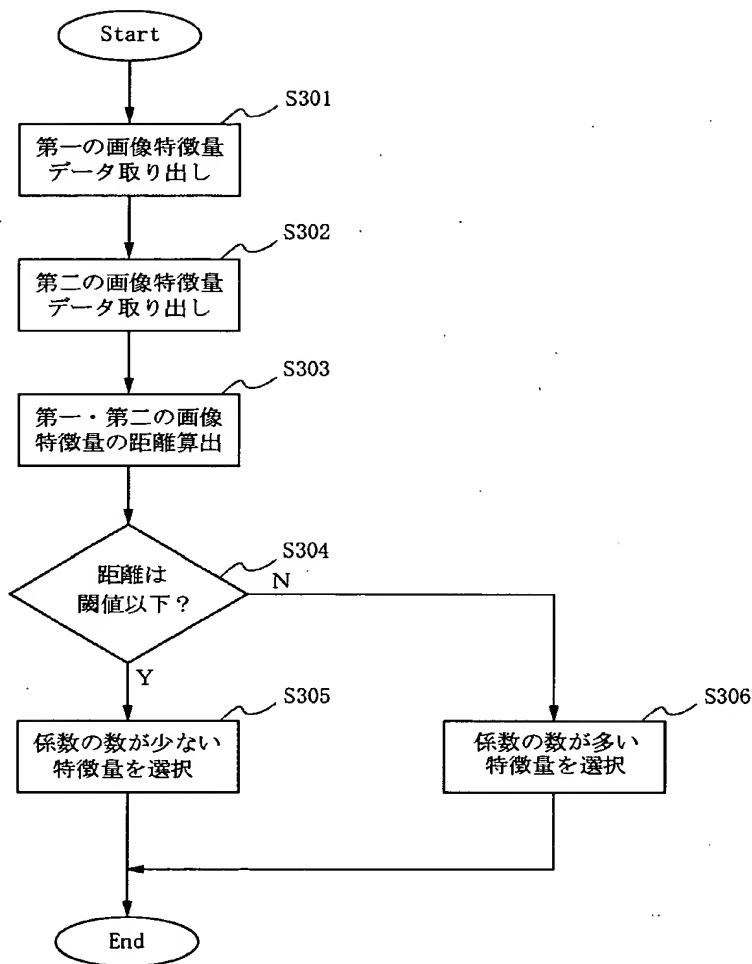 Start
S301
第一の画像特徴量
データ取り出し
S302
第二の画像特徴量
データ取り出し
S303
第一・第二の画像
特徴量の距離算出
S304
距離は
閾値以下?
N
Y
S305
係数の数が少ない
特徴量を選択
S306
係数の数が多い
特徴量を選択
End